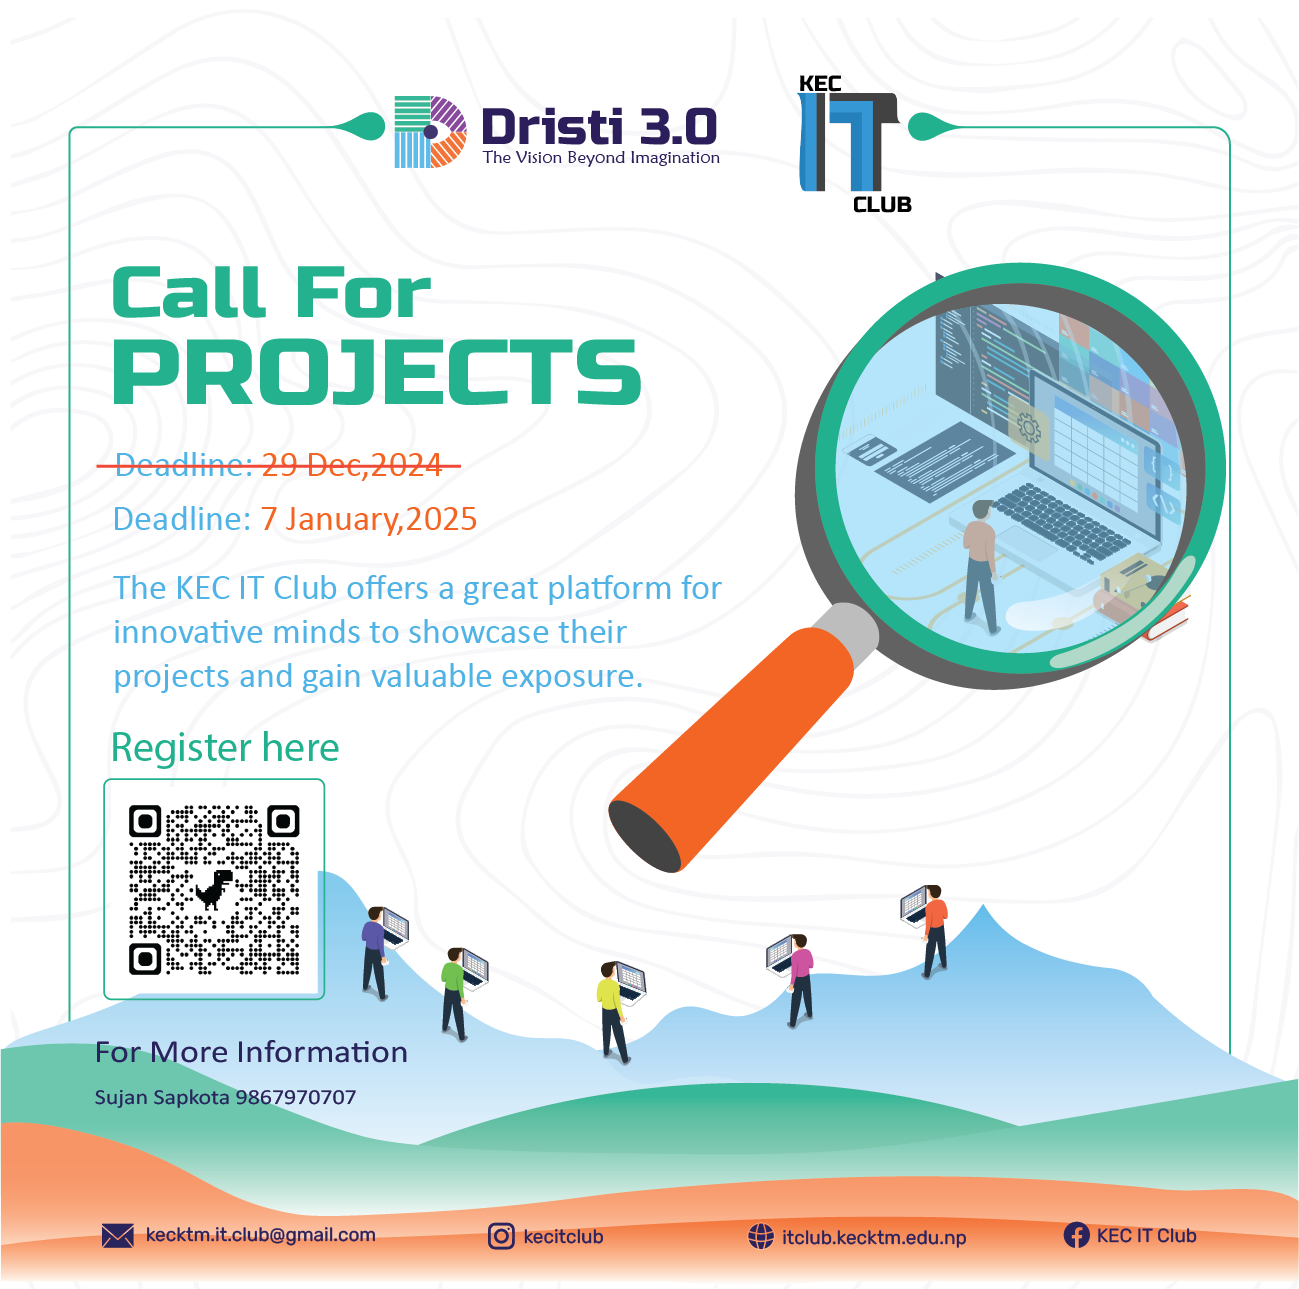 KEC
IT
CLUB
Dristi 3.0
The Vision Beyond Imagination
Call For
PROJECTS
Deadline: 29 Dec,2024
Deadline: 7 January,2025
The KEC IT Club offers a great platform for
innovative minds to showcase their
projects and gain valuable exposure.
Register here
For More Information
Sujan Sapkota 9867970707
kecktm.it.club@gmail.com
kecitclub
itclub.kecktm.edu.np
KEC IT Club